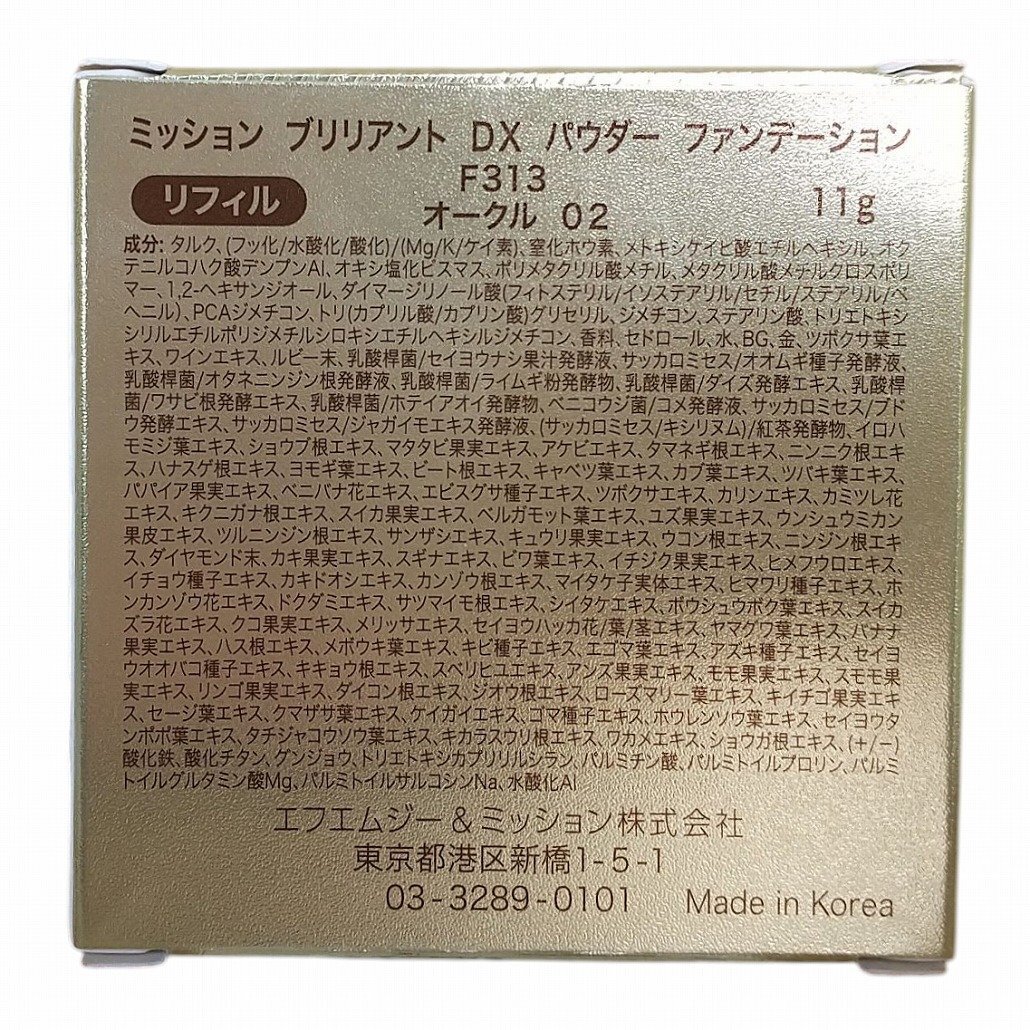 ミッション ブリリアント DX パウダー ファンデーション
F313
リフィル
オークル 02
11g
成分: タルク、(フッ化/水酸化/酸化)/(Mg/K/ケイ素)、窒化ホウ素、メトキシケイヒ酸エチルヘキシル、オク
テニルコハク酸デンプンAl、オキシ塩化ビスマス、ポリメタクリル酸メチル、メタクリル酸メチルクロスポリ
マー、1,2-ヘキサンジオール、ダイマージリノール酸(フィトステリル/イソステアリル/セチル/ステアリル/ベ
ヘニル)、PCAジメチコン、トリ(カプリル酸/カプリン酸)グリセリル、ジメチコン、ステアリン酸、トリエトキシ
シリルエチルポリジメチルシロキシエチルヘキシルジメチコン、香料、セドロール、水、BG、金、ツボクサ葉エ
キス、ワインエキス、ルビー末、乳酸桿菌/セイヨウナシ果汁発酵液、サッカロミセス/オオムギ種子発酵液、
乳酸桿菌/オタネニンジン根発酵液、乳酸桿菌/ライムギ粉発酵物、乳酸桿菌/ダイズ発酵エキス、乳酸桿
菌/ワサビ根発酵エキス、乳酸桿菌/ホテイアオイ発酵物、ベニコウジ菌/コメ発酵液、サッカロミセス/ブド
ウ発酵エキス、サッカロミセス/ジャガイモエキス発酵液、(サッカロミセス/キシリヌム)/紅茶発酵物、イロハ
モミジ葉エキス、ショウブ根エキス、マタタビ果実エキス、アケビエキス、タマネギ根エキス、ニンニク根エキ
ス、ハナスゲ根エキス、ヨモギ葉エキス、ビート根エキス、キャベツ葉エキス、カブ葉エキス、ツバキ葉エキス、
パパイア果実エキス、ベニバナ花エキス、エビスグサ種子エキス、ツボクサエキス、カリンエキス、カミツレ花
エキス、キクニガナ根エキス、スイカ果実エキス、ベルガモット葉エキス、ユズ果実エキス、ウンシュウミカン
果皮エキス、ツルニンジン根エキス、サンザシエキス、キュウリ果実エキス、ウコン根エキス、ニンジン根エキ
ス、ダイヤモンド末、カキ果実エキス、スギナエキス、ビワ葉エキス、イチジク果実エキス、ヒメフウロエキス、
イチョウ種子エキス、カキドオシエキス、カンゾウ根エキス、マイタケ子実体エキス、ヒマワリ種子エキス、ホ
ンカンゾウ花エキス、ドクダミエキス、サツマイモ根エキス、シイタケエキス、ボウシュウボク葉エキス、スイカ
ズラ花エキス、クコ果実エキス、メリッサエキス、セイヨウハッカ花/葉/茎エキス、ヤマグワ葉エキス、バナナ
果実エキス、ハス根エキス、メボウキ葉エキス、キビ種子エキス、エゴマ葉エキス、アズキ種子エキス、セイヨ
ウオオバコ種子エキス、キキョウ根エキス、スベリヒユエキス、アンズ果実エキス、モモ果実エキス、スモモ果
実エキス、リンゴ果実エキス、ダイコン根エキス、ジオウ根エキス、ローズマリー葉エキス、キイチゴ果実エキ
ス、セージ葉エキス、クマザサ葉エキス、ケイガイエキス、ゴマ種子エキス、ホウレンソウ葉エキス、セイヨウタ
ンポポ葉エキス、タチジャコウソウ葉エキス、キカラスウリ根エキス、ワカメエキス、ショウガ根エキス、(+/−)
酸化鉄、酸化チタン、グンジョウ、トリエトキシカプリリルシラン、パルミチン酸、パルミトイルプロリン、パルミ
トイルグルタミン酸Mg、パルミトイルサルコシンNa、水酸化Al
エフエムジー&ミッション株式会社
東京都港区新橋1-5-1
03-3289-0101
Made in Korea